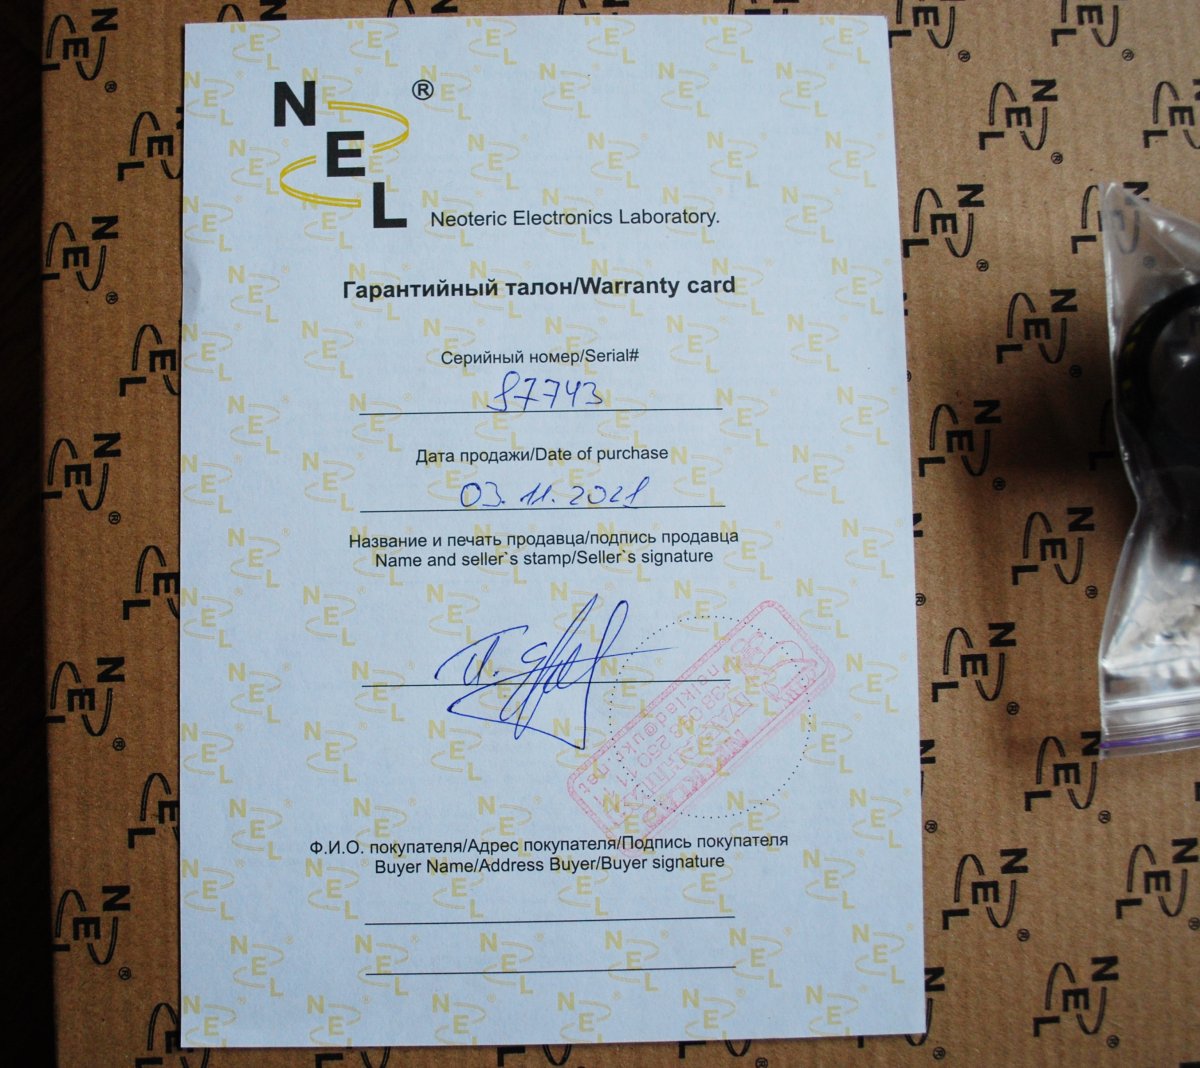 NEL®
Neoteric Electronics Laboratory.
Гарантийный талон/Warranty card
Серийный номер/Serial#
87743
Дата продажи/Date of purchase
03.11.2021
Название и печать продавца/подпись продавца
Name and seller`s stamp/Seller`s signature
Ф.И.О. покупателя/Адрес покупателя/Подпись покупателя
Buyer Name/Address Buyer/Buyer signature